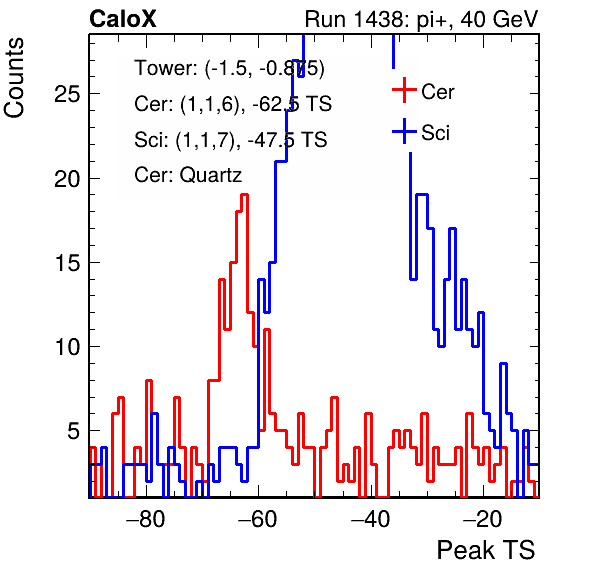 CaloX Run 1438: pi+, 40 GeV
Counts
Tower: (-1.5, -0.875)
Cer: (1,1,6), -62.5 TS
Sci: (1,1,7), -47.5 TS
Cer: Quartz
Cer
Sci
25
20
15
10
5
−80 −60 −40 −20
Peak TS